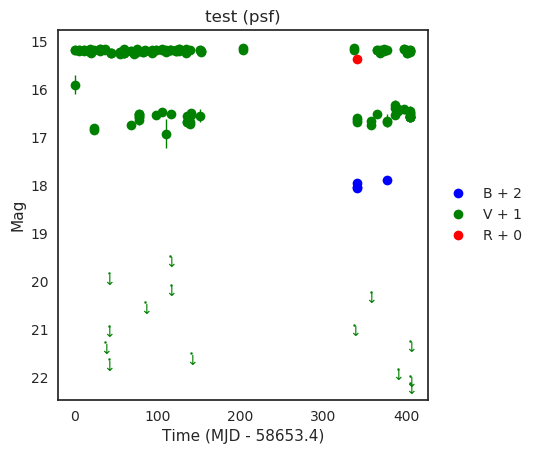 test (psf)
15
16
17
18
19
20
21
22
Mag
0
100
200
300
400
Time (MJD - 58653.4)
B + 2
V + 1
R + 0